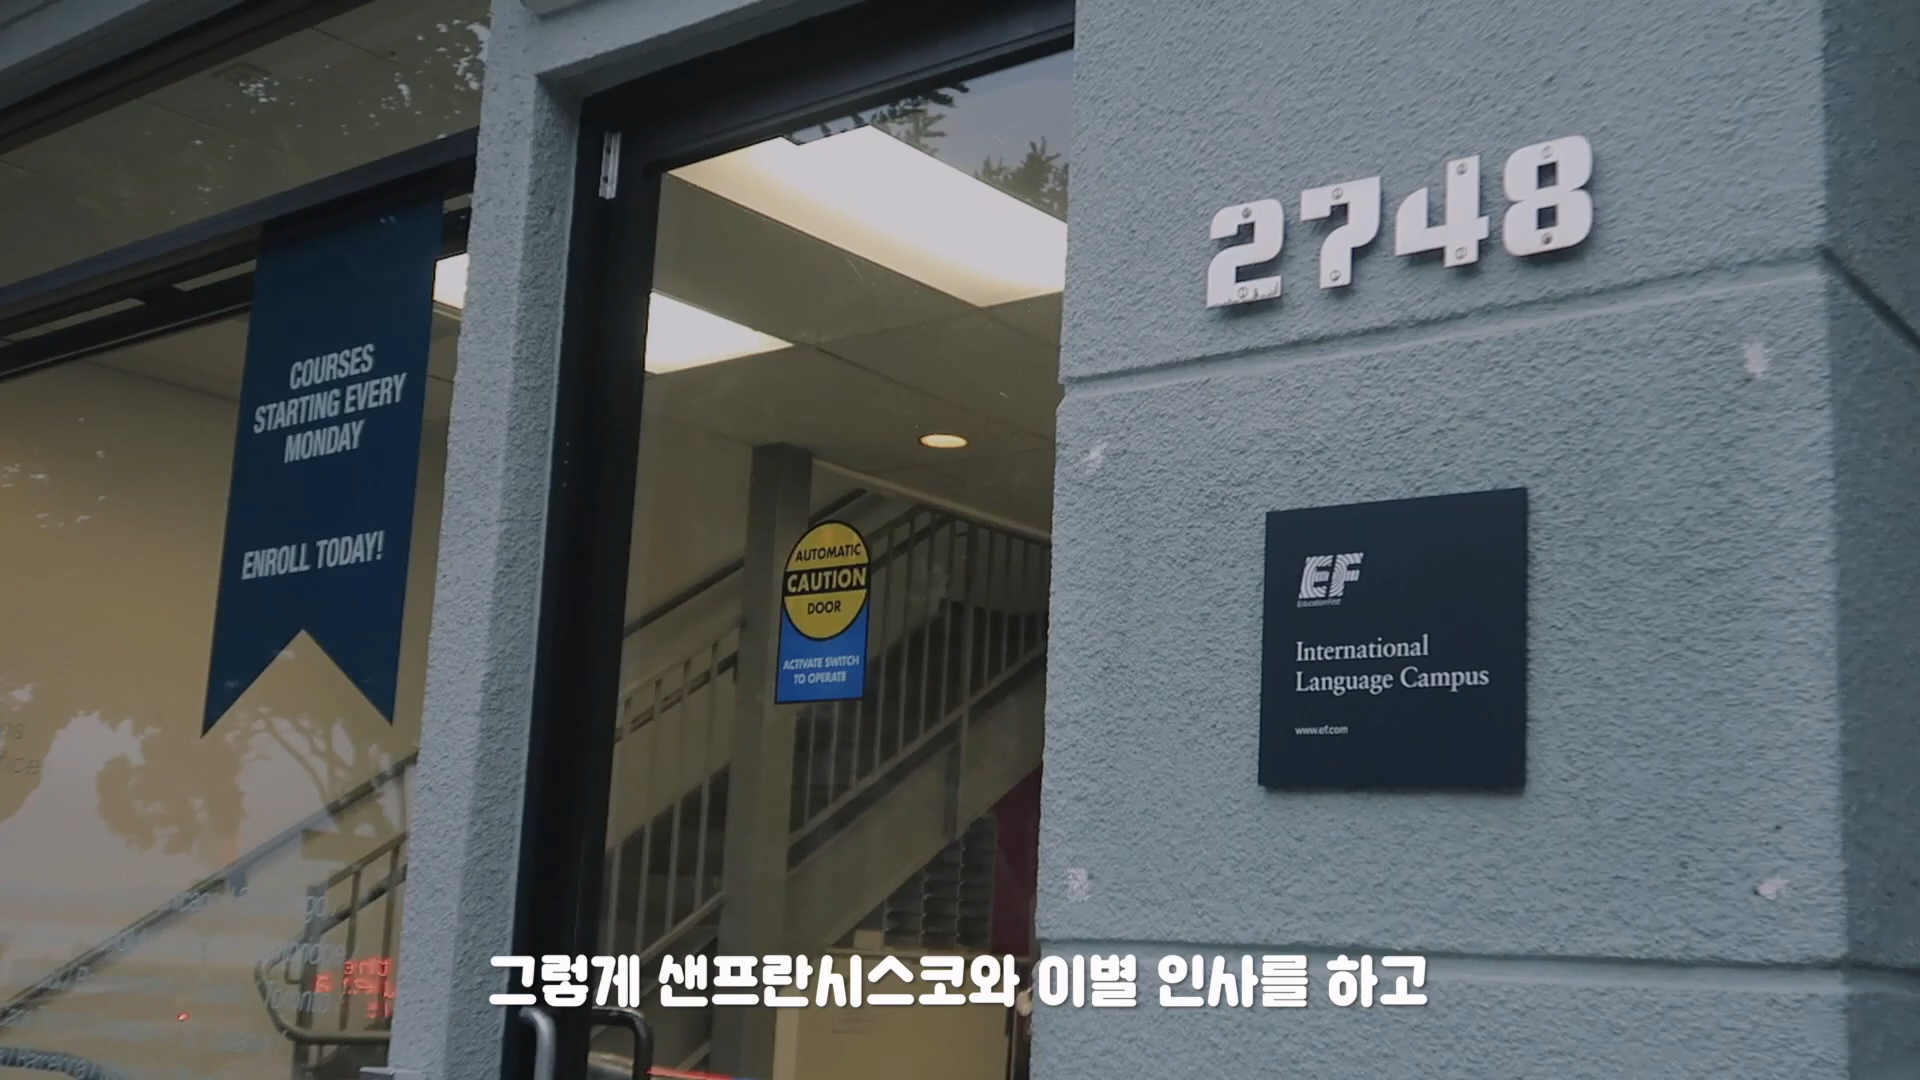 COURSES
STARTING EVERY
MONDAY
ENROLL TODAY!
AUTOMATIC
CAUTION
DOOR
ACTIVATE SWITCH
TO OPERATE
2748
EF
Education First
International
Language Campus
www.ef.com
그렇게 샌프란시스코와 이별 인사를 하고